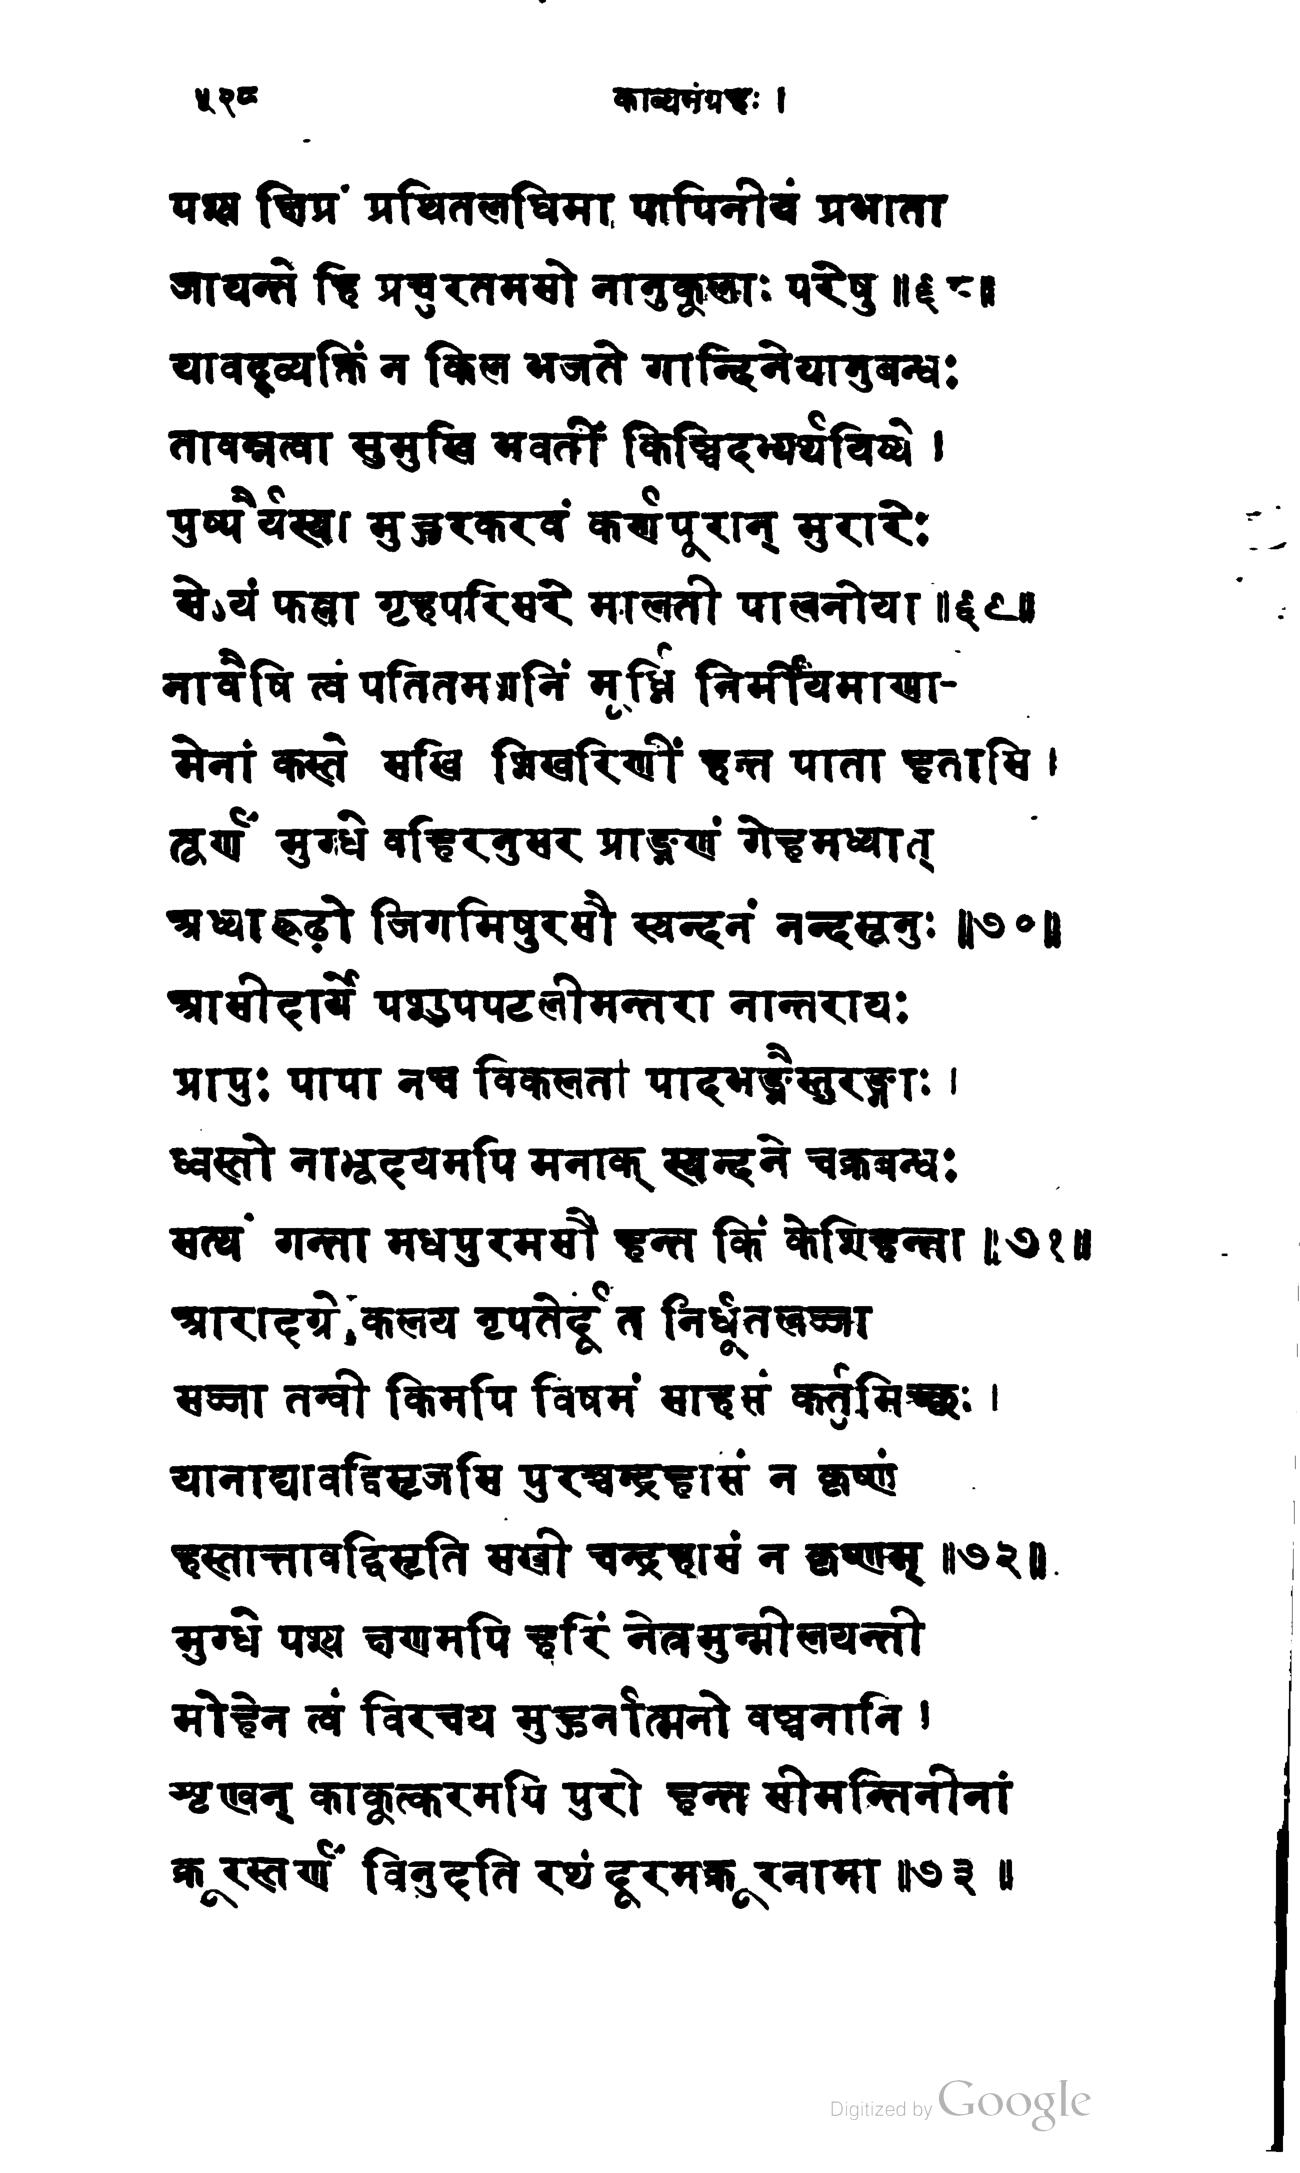 ५२८ काव्यसंग्रहः ।
पश्य क्षिप्रं प्रथितलघिमा पापिनीयं प्रभाता
जायन्ते हि प्रचुरतमसो नानुकूलाः परेषु ॥६८॥
यावद्व्यक्तिं न किल भजते गान्दिनेयानुबन्धः
तावन्नत्वा सुमुखि भवतीं किञ्चिदभ्यर्थयिष्ये ।
पुष्पैर्यस्या मुहुरकरवं कर्णपूरान् मुरारेः
सेयं फुल्ला गृहपरिसरे मालती पालनीया ॥६९॥
नावैषि त्वं पतितमशनिं मूर्ध्नि निर्मीयमाणा-
मेनां कस्ते सखि शिखरिणीं हन्त पाता हतासि ।
तूर्णं मुग्धे वहिरनुसर प्राङ्गणं गेहमध्यात्
अध्यारूढो जिगमिषुरसौ स्यन्दनं नन्दसूनुः ॥७०॥
आसीदार्ये पशुपपटलीमन्तरा नान्तरायः
प्रापुः पापा नच विकलतां पादभङ्गैस्तुरङ्गाः ।
ध्वस्तो नाभूदयमपि मनाक् स्यन्दने चक्रबन्धः
सत्यं गन्ता मधपुरमसौ हन्त किं केशिहन्ता ॥७१॥
आरादग्रे कलय नृपतेर्दूत निर्धूतलज्जा
सज्जा तन्वी किमपि विषमं साहसं कर्तुमिच्छुः ।
यानाद्यावद्विसृजसि पुरश्चन्द्रहासं न कृष्णं
हस्तात्तावद्विसृति सखी चन्द्रहासं न कृष्णम् ॥७२॥
मुग्धे पश्य क्षणमपि हरिं नेत्रमुन्मीलयन्ती
मोहेन त्वं विरचय मुहुर्नात्मनो वञ्चनानि ।
शृण्वन् काकूत्करमपि पुरो हन्त सीमन्तिनीनां
क्रूरस्तर्णं विनुदति रथं दूरमक्रूरनामा ॥७३॥
Digitized by Google